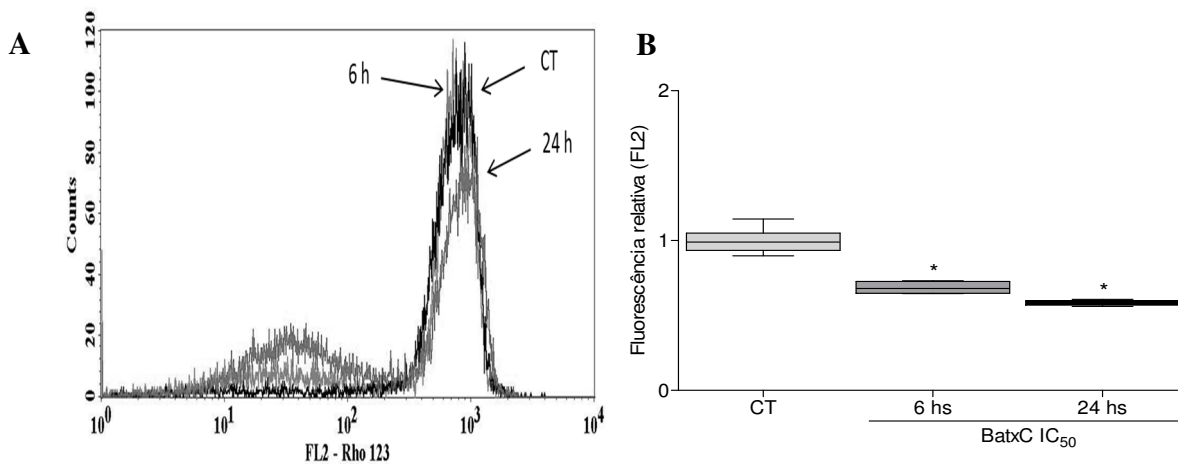 A
120
100
80
60
40
20
0
Counts
6 h
CT
24 h
10^0 10^1 10^2 10^3 10^4
FL2 - Rho 123
B
2
1
0
Fluorescência relativa (FL2)
*
*
CT 6 hs 24 hs
BatxC IC50